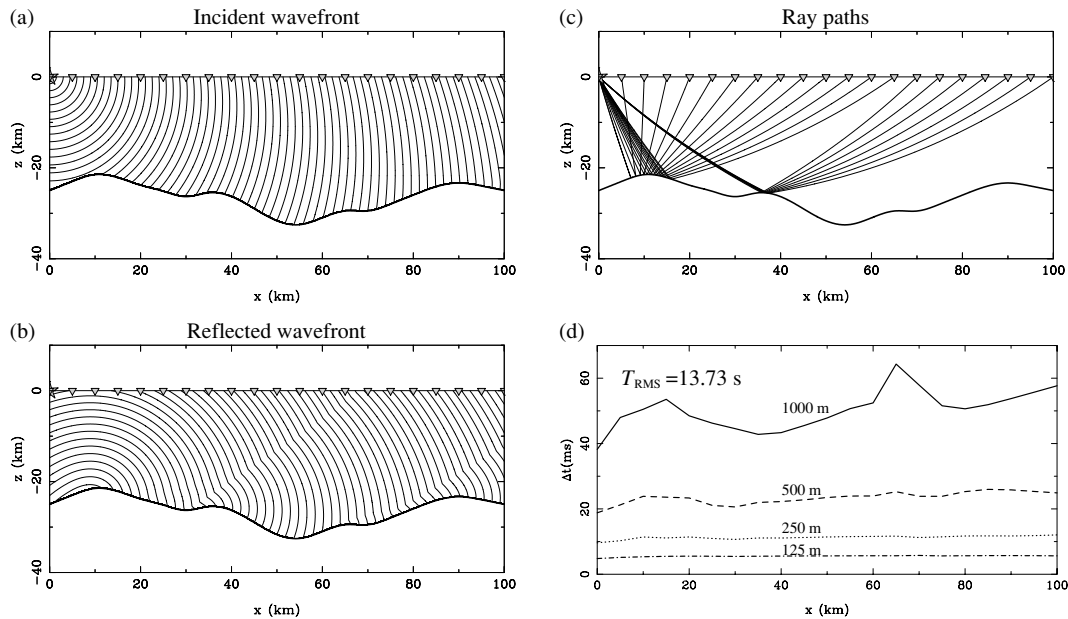 (a) Incident wavefront
0
−20
−40
z (km)
0 20 40 60 80 100
x (km)
(c) Ray paths
0
−20
−40
z (km)
0 20 40 60 80 100
x (km)
(b) Reflected wavefront
0
−20
−40
z (km)
0 20 40 60 80 100
x (km)
(d)
T_RMS =13.73 s
60
40
20
0
Δt(ms)
1000 m
500 m
250 m
125 m
0 20 40 60 80 100
x (km)